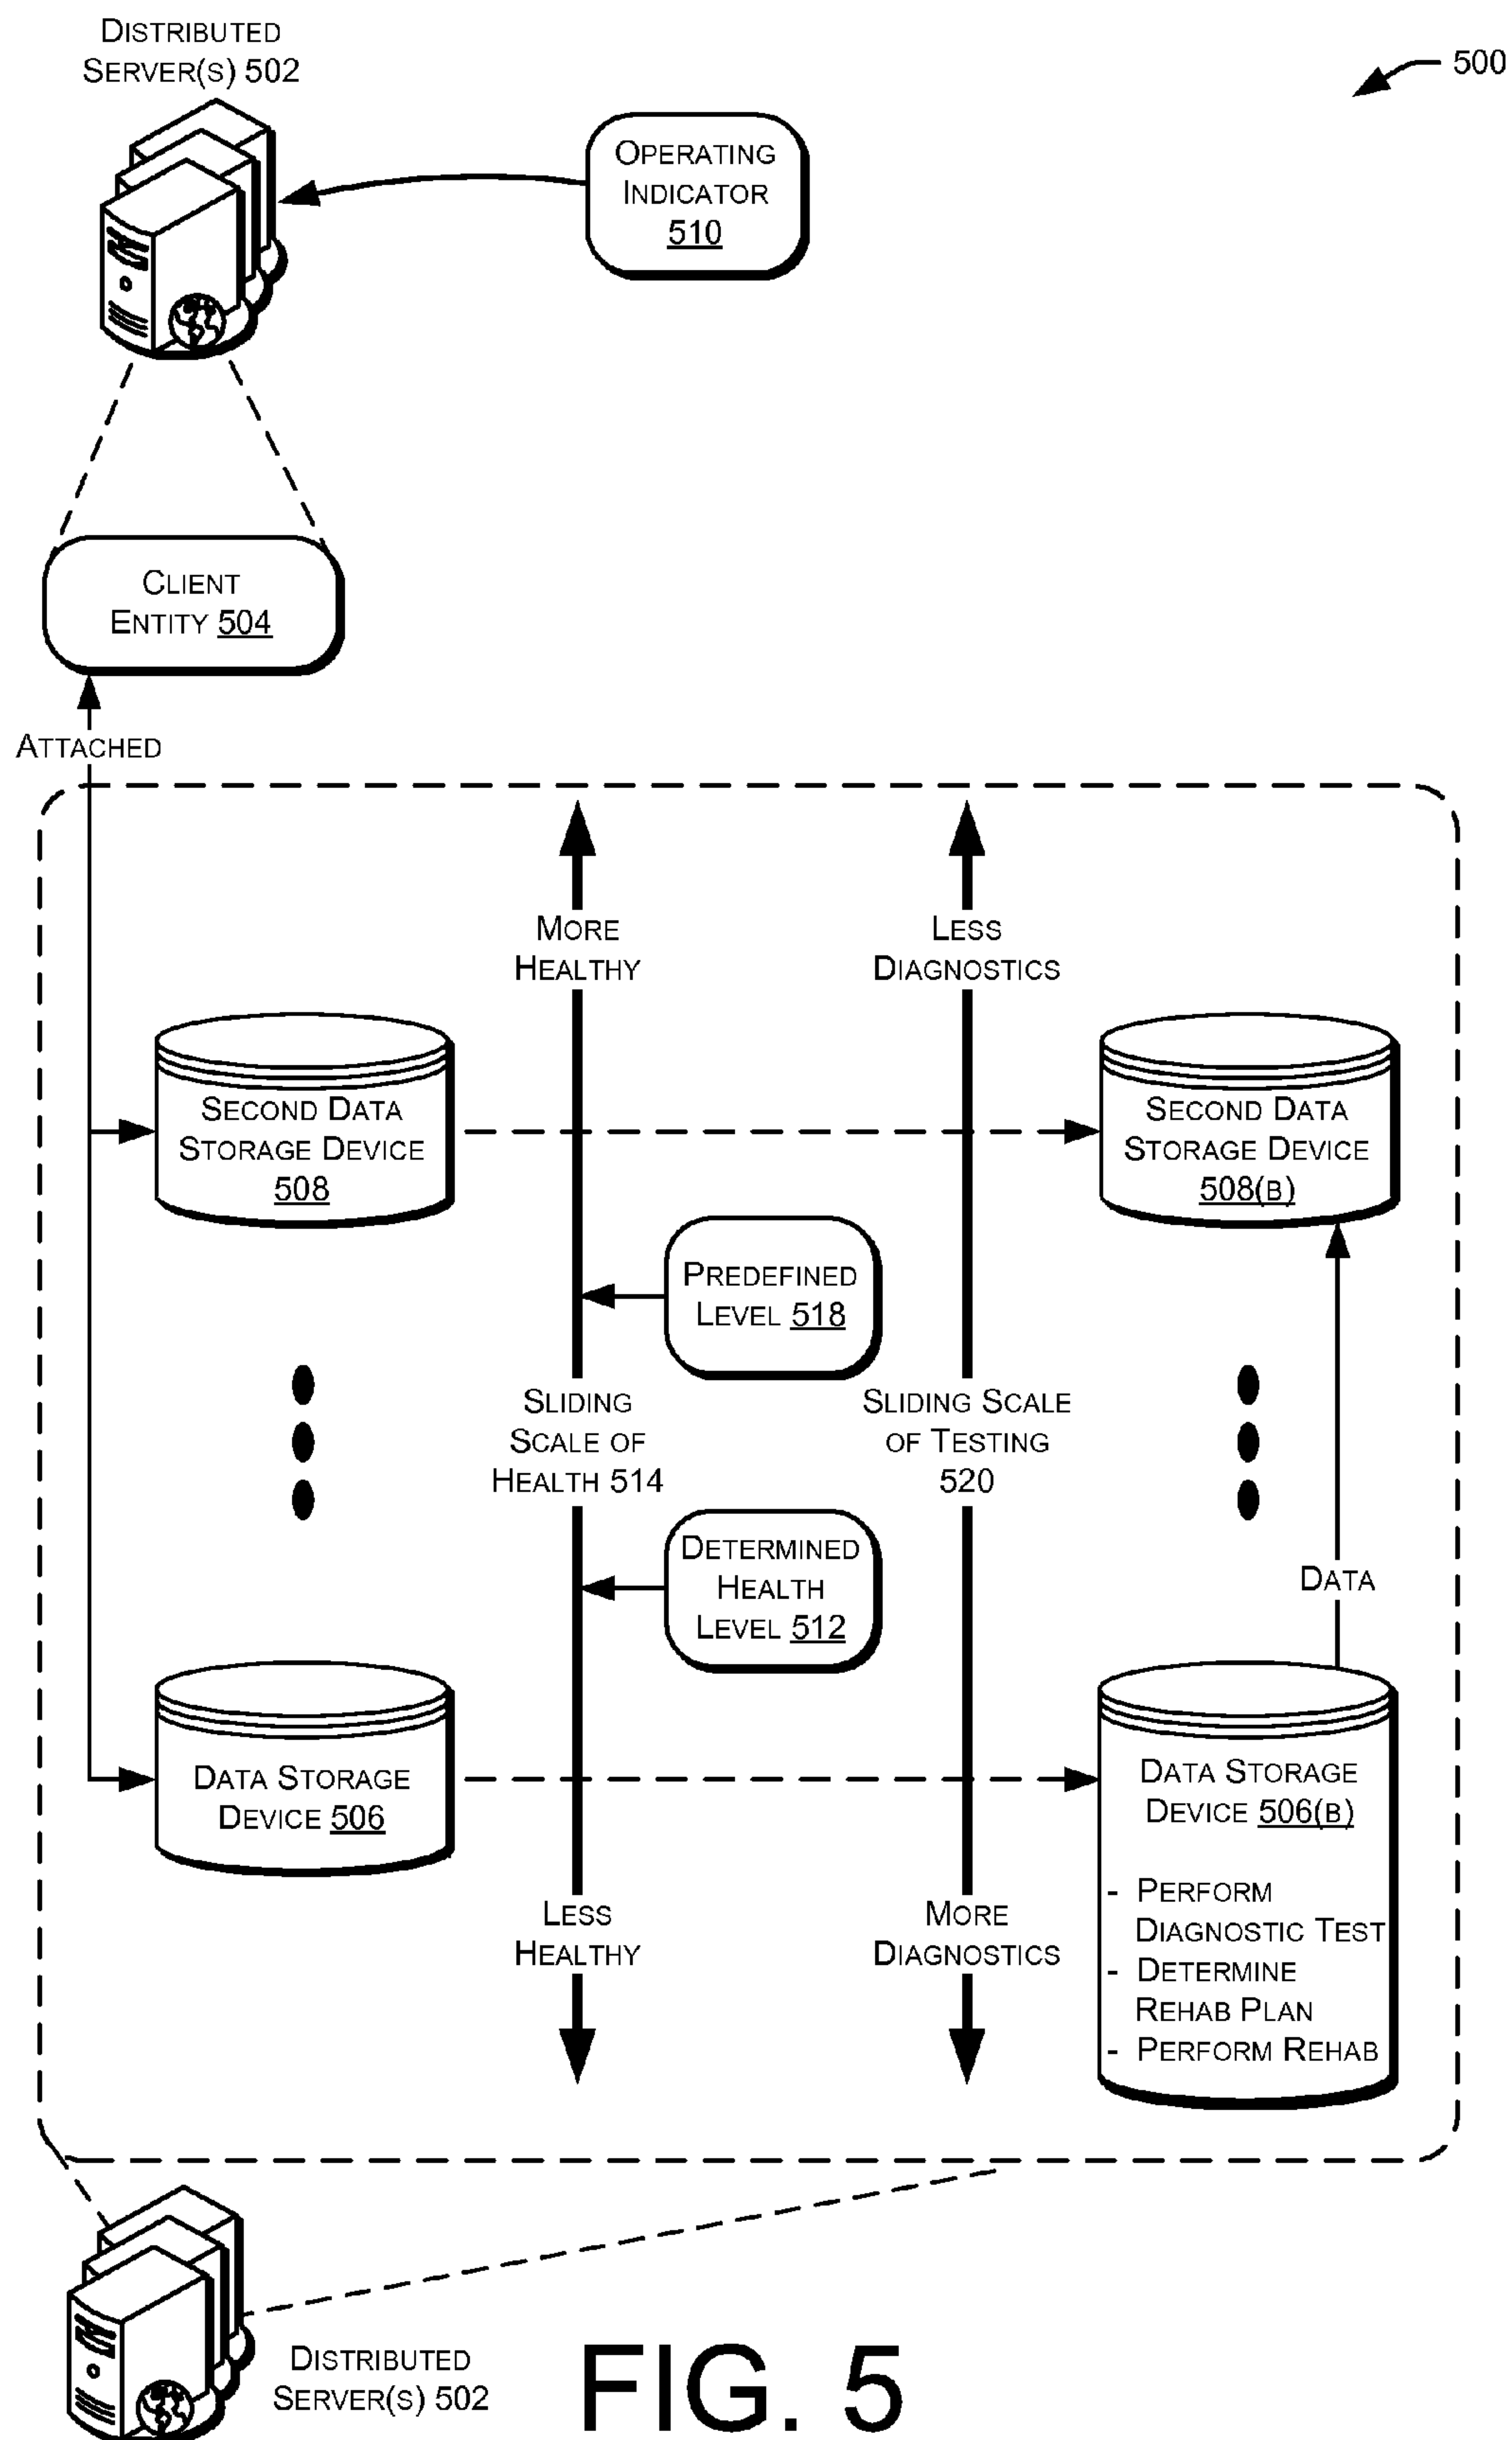 DISTRIBUTED
SERVER(S) 502
500
OPERATING
INDICATOR
510
CLIENT
ENTITY 504
ATTACHED
MORE
HEALTHY
LESS
DIAGNOSTICS
SECOND DATA
STORAGE DEVICE
508
SECOND DATA
STORAGE DEVICE
508(B)
PREDEFINED
LEVEL 518
SLIDING
SCALE OF
HEALTH 514
SLIDING SCALE
OF TESTING
520
DETERMINED
HEALTH
LEVEL 512
DATA
DATA STORAGE
DEVICE 506
DATA STORAGE
DEVICE 506(B)
- PERFORM
DIAGNOSTIC TEST
- DETERMINE
REHAB PLAN
- PERFORM REHAB
LESS
HEALTHY
MORE
DIAGNOSTICS
DISTRIBUTED
SERVER(S) 502
FIG. 5